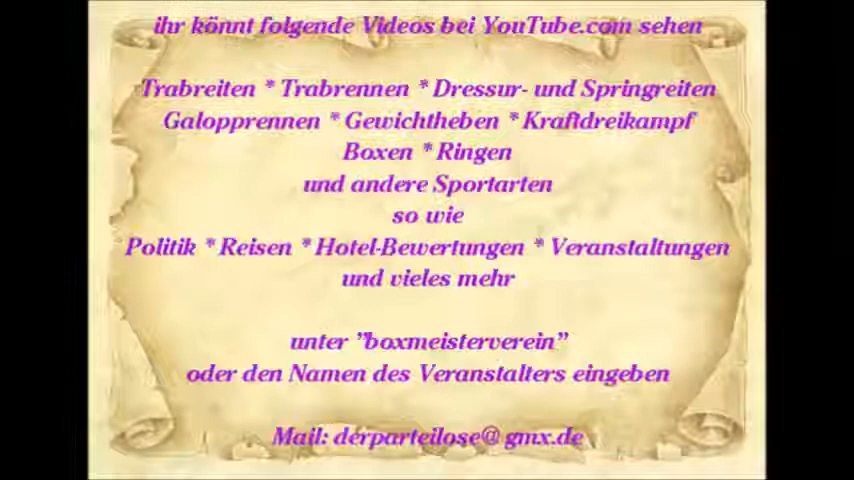 ihr könnt folgende Videos bei YouTube.com sehen
Trabreiten * Trabrennen * Dressur- und Springreiten
Galopprennen * Gewichtheben * Kraftdreikampf
Boxen * Ringen
und andere Sportarten
so wie
Politik * Reisen * Hotel-Bewertungen * Veranstaltungen
und vieles mehr
unter "boxmeisterverein"
oder den Namen des Veranstalters eingeben
Mail: derparteilose@gmx.de